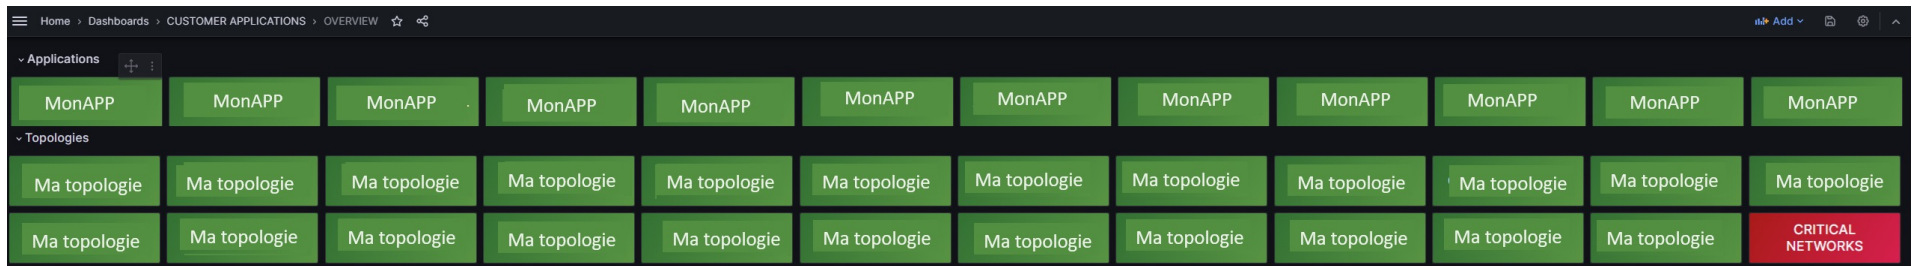 Home › Dashboards › CUSTOMER APPLICATIONS › OVERVIEW Add
Applications
MonAPP MonAPP MonAPP MonAPP MonAPP MonAPP MonAPP MonAPP MonAPP MonAPP MonAPP MonAPP
Topologies
Ma topologie Ma topologie Ma topologie Ma topologie Ma topologie Ma topologie Ma topologie Ma topologie Ma topologie Ma topologie Ma topologie Ma topologie
Ma topologie Ma topologie Ma topologie Ma topologie Ma topologie Ma topologie Ma topologie Ma topologie Ma topologie Ma topologie Ma topologie CRITICAL
NETWORKS